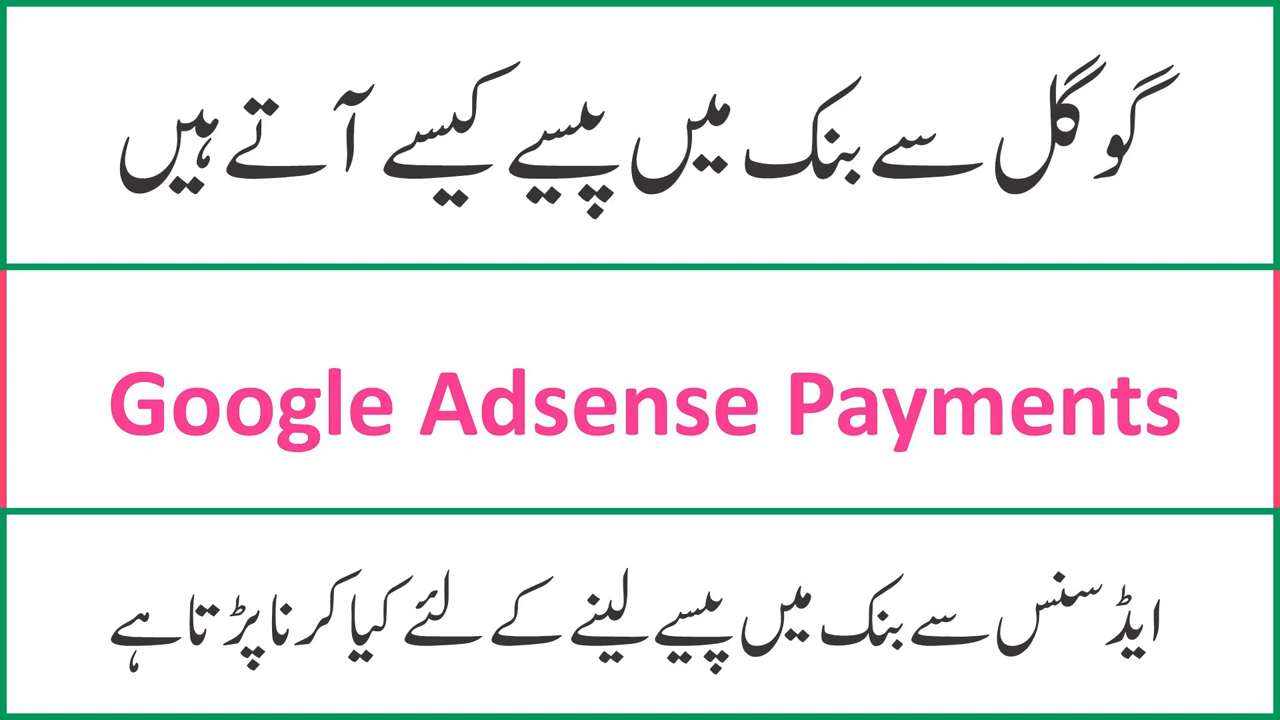 گوگل سے بنک میں پیسے کیسے آتے ہیں
Google Adsense Payments
ایڈسنس سے بنک میں پیسے لینے کے لئے کیا کرنا پڑتا ہے